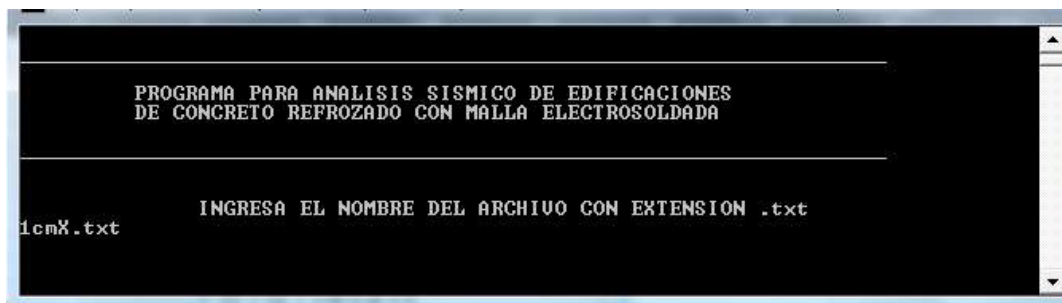 PROGRAMA PARA ANALISIS SISMICO DE EDIFICACIONES
DE CONCRETO REFROZADO CON MALLA ELECTROSOLDADA
INGRESA EL NOMBRE DEL ARCHIVO CON EXTENSION .txt
1cmX.txt